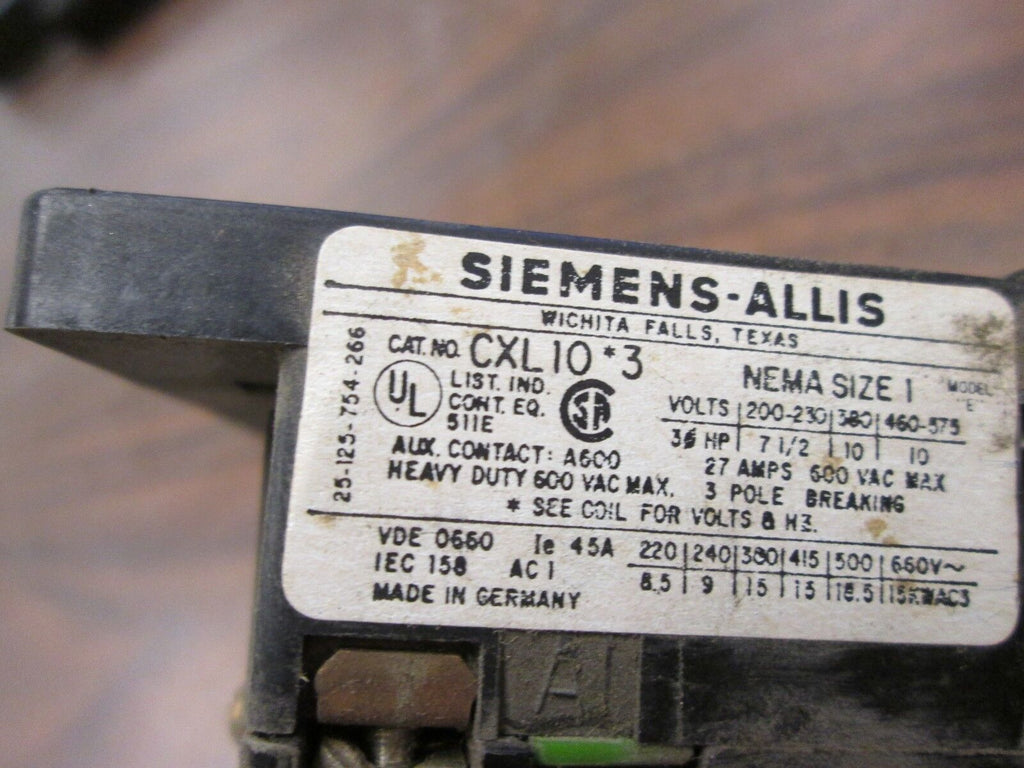 SIEMENS-ALLIS
WICHITA FALLS, TEXAS
25-125-754-266
CAT. NO. CXL10*3
UL
LIST. IND.
CONT. EQ.
511E
SA
NEMA SIZE 1
MODEL
"E"
VOLTS 200-230 380 460-575
3ɸ HP 7 1/2 10 10
AUX. CONTACT: A600
27 AMPS 600 VAC MAX
HEAVY DUTY 600 VAC MAX. 3 POLE BREAKING
* SEE COIL FOR VOLTS & HZ.
VDE 0660 Ie 45A
IEC 158 AC1
MADE IN GERMANY
220 240 380 415 500 660V~
8.5 9 15 15 18.5 15KWAC3
A1